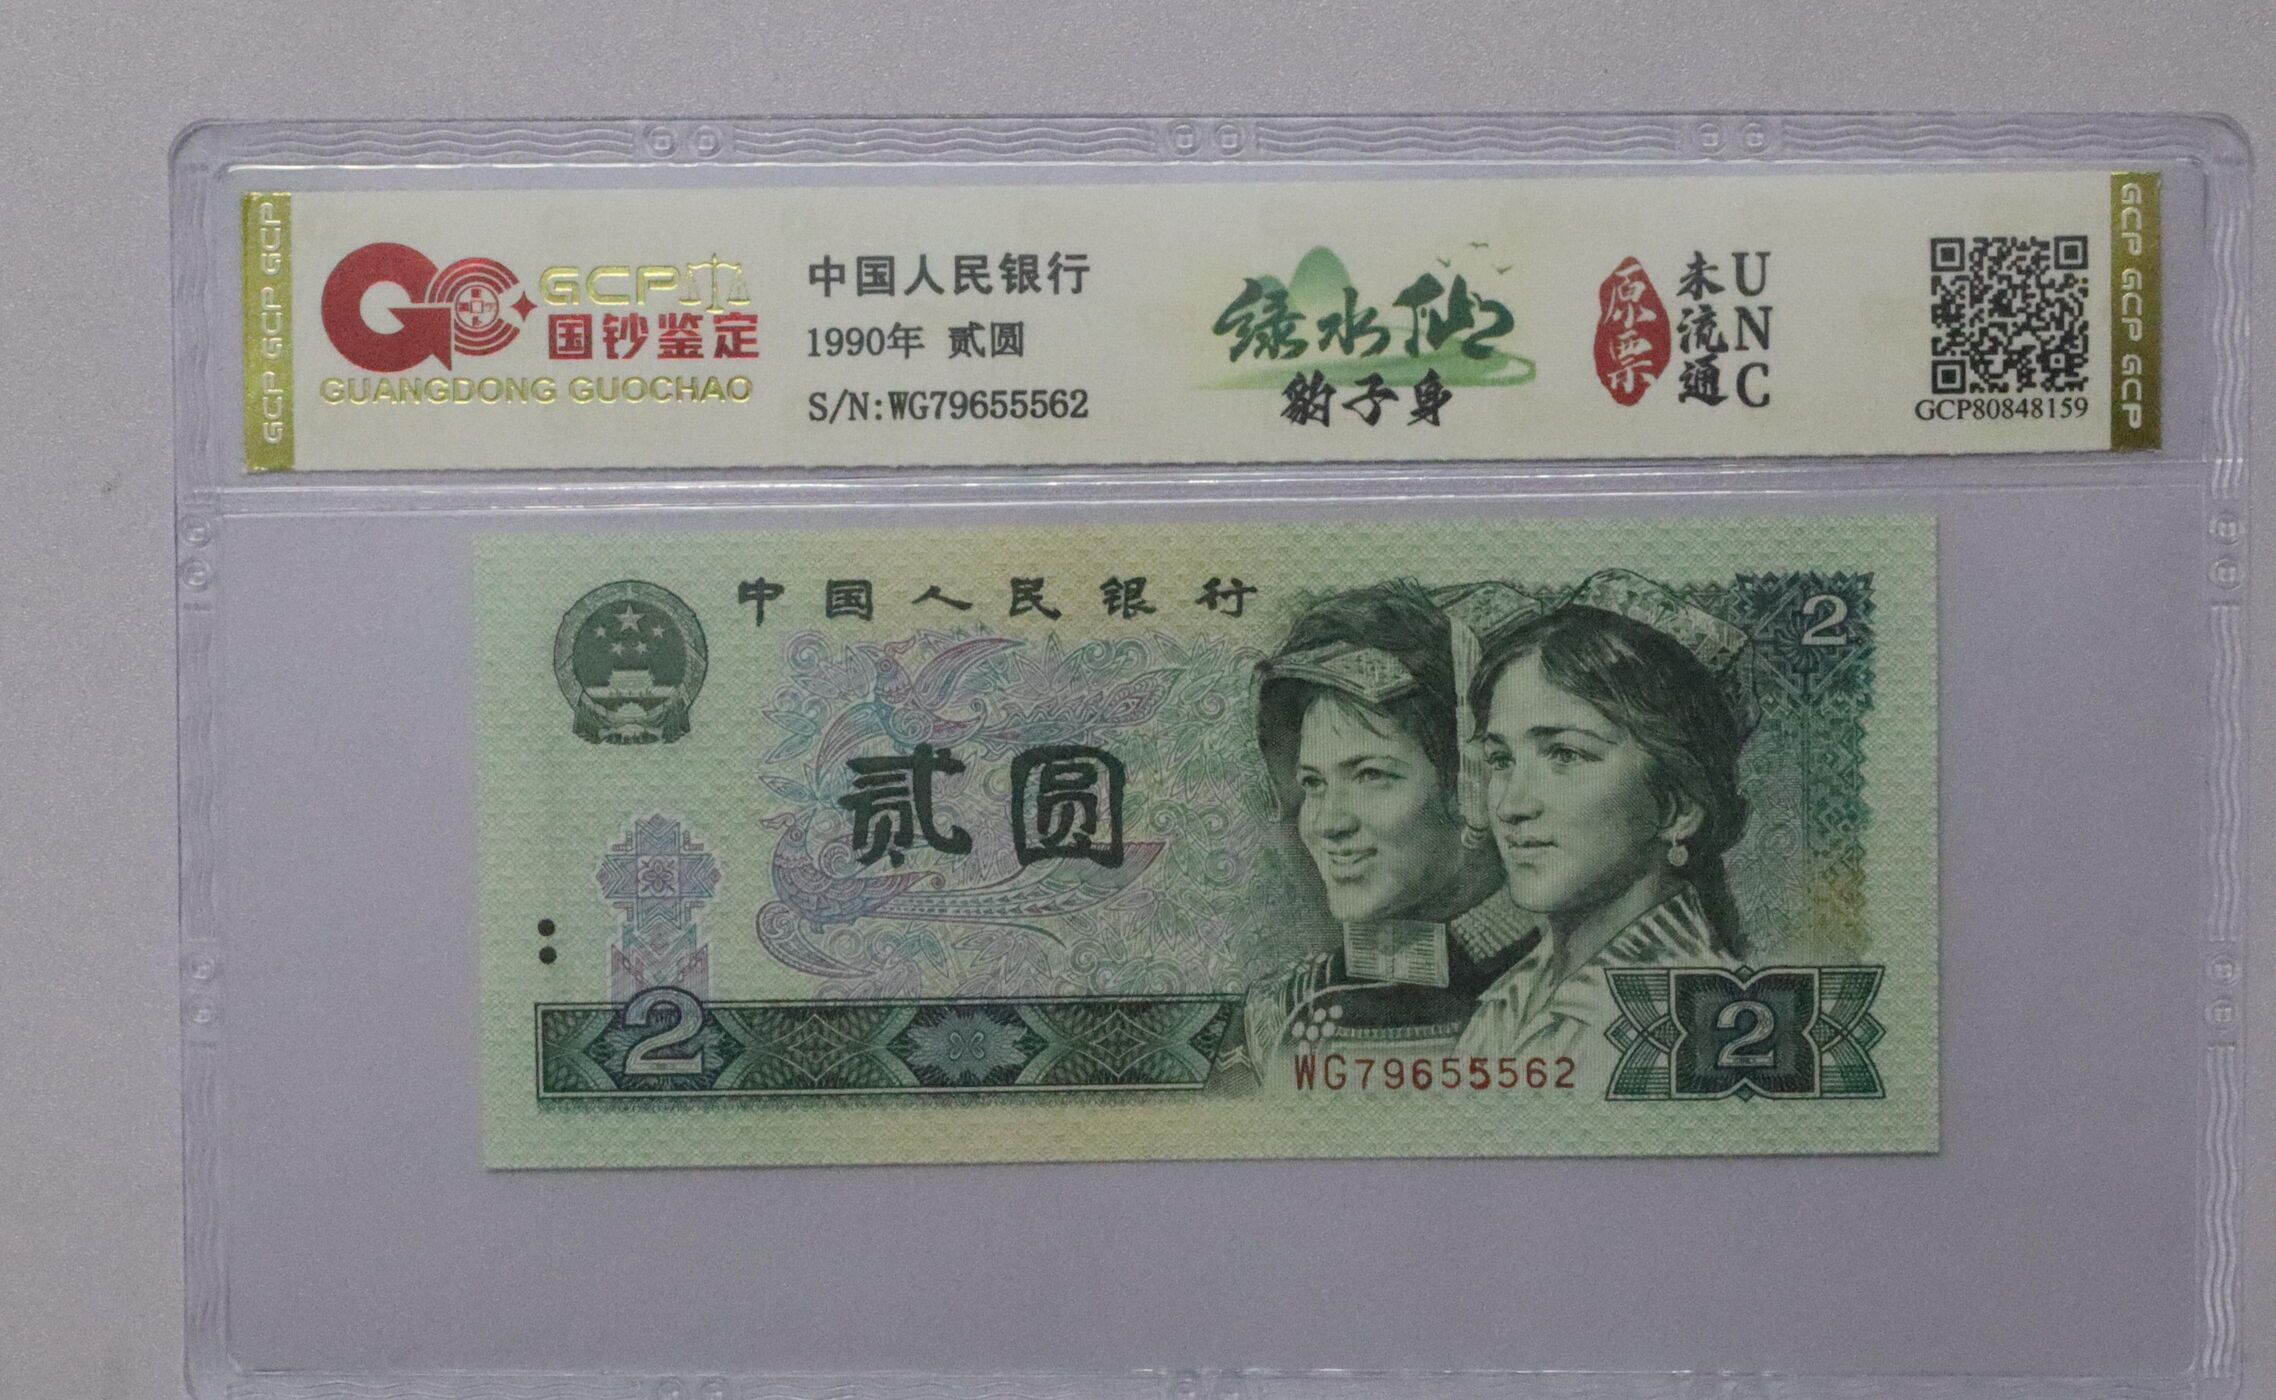 GCP GCP GCP
GCP
国钞鉴定
GUANGDONG GUOCHAO
中国人民银行
1990年 贰圆
S/N:WG79655562
绿水仙
豹子身
原票
未流通
UNC
GCP80848159
GCP GCP GCP
中国人民银行
贰圆
2
2
2
WG79655562